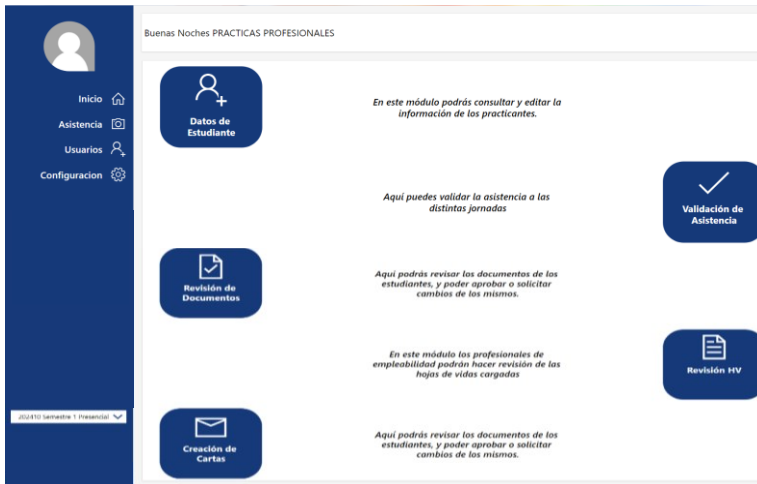 Buenas Noches PRACTICAS PROFESIONALES
Inicio
Asistencia
Usuarios
Configuracion
202410 Semestre 1 Presencial
Datos de
Estudiante
En este módulo podrás consultar y editar la
información de los practicantes.
Aquí puedes validar la asistencia a las
distintas jornadas
Validación de
Asistencia
Revisión de
Documentos
Aquí podrás revisar los documentos de los
estudiantes, y poder aprobar o solicitar
cambios de los mismos.
En este módulo los profesionales de
empleabilidad podrán hacer revisión de las
hojas de vidas cargadas
Revisión HV
Creación de
Cartas
Aquí podrás revisar los documentos de los
estudiantes, y poder aprobar o solicitar
cambios de los mismos.